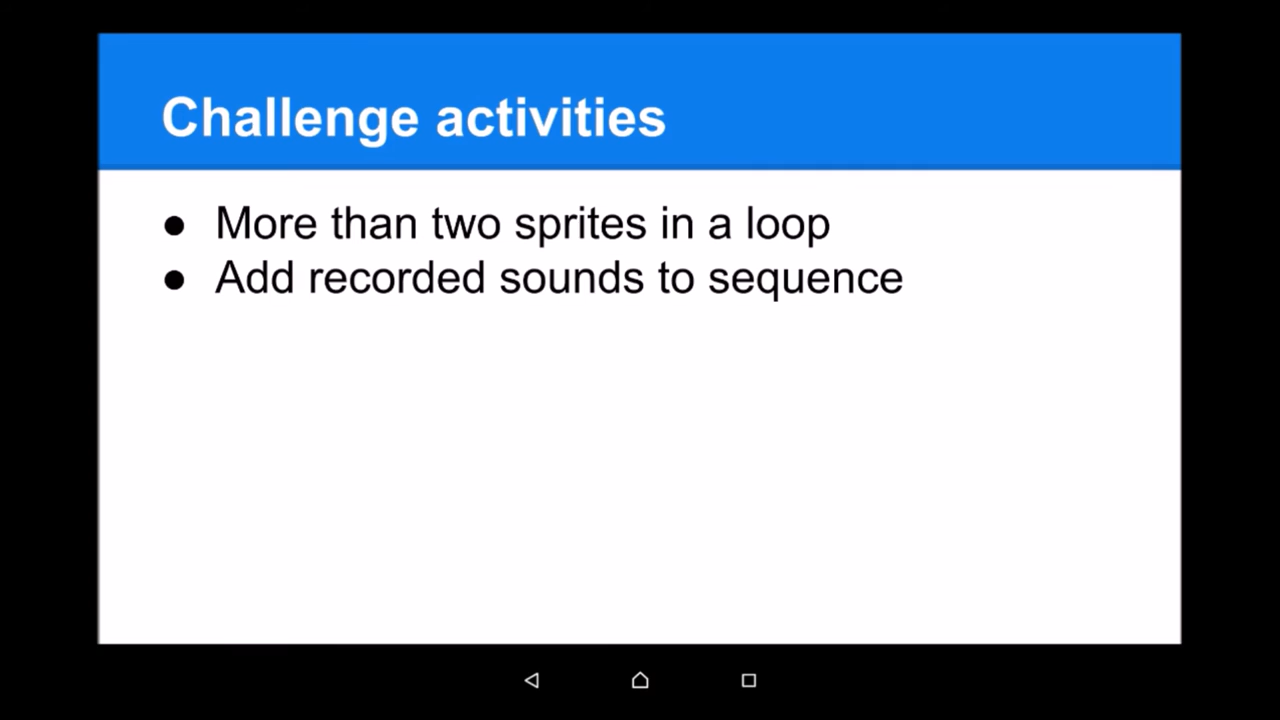 Challenge activities
● More than two sprites in a loop
● Add recorded sounds to sequence